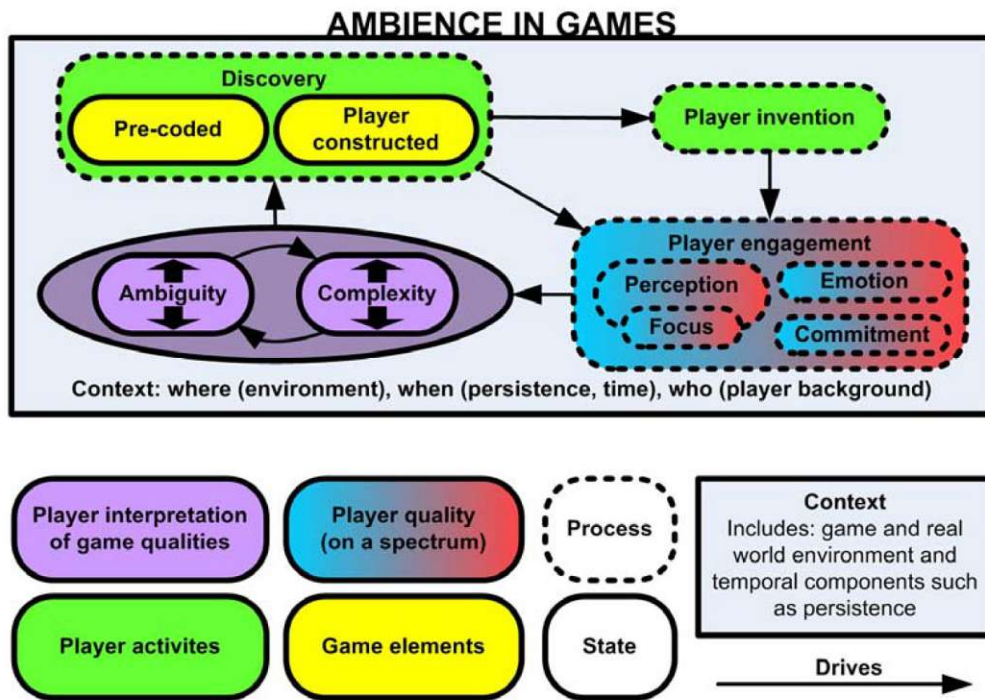 AMBIENCE IN GAMES
Discovery
Pre-coded
Player
constructed
Player invention
Player engagement
Perception
Focus
Emotion
Commitment
Ambiguity
Complexity
Context: where (environment), when (persistence, time), who (player background)
Player interpretation
of game qualities
Player quality
(on a spectrum)
Process
Context
Includes: game and real
world environment and
temporal components such
as persistence
Player activites
Game elements
State
Drives